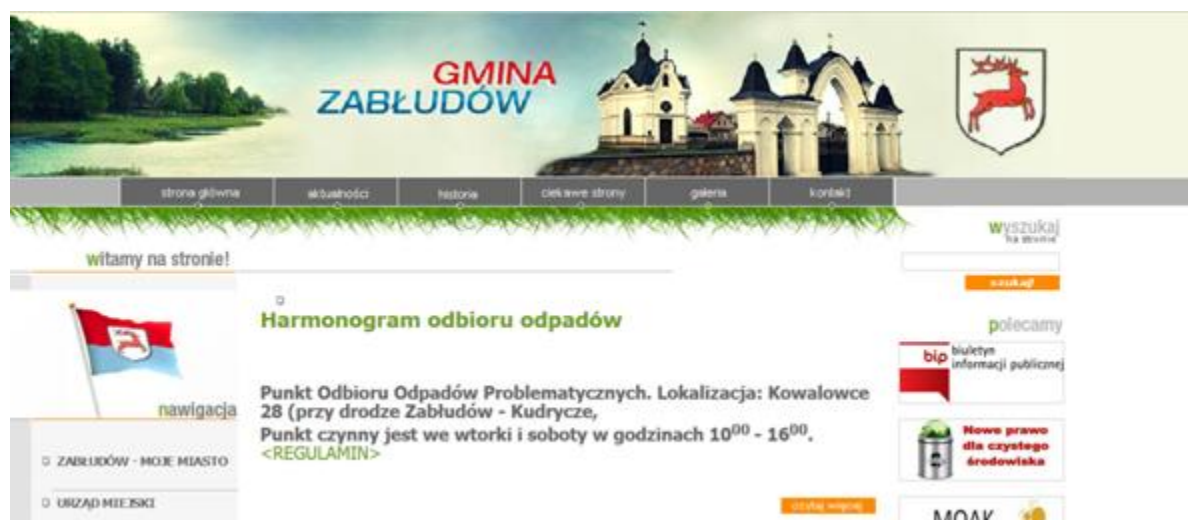 GMINA
ZABŁUDÓW
strona główna
aktualności
historia
ciekawe strony
galeria
kontakt
wyszukaj
na stronie
szukaj!
witamy na stronie!
Harmonogram odbioru odpadów
Punkt Odbioru Odpadów Problematycznych. Lokalizacja: Kowalowce
28 (przy drodze Zabłudów - Kudrycze,
Punkt czynny jest we wtorki i soboty w godzinach 10⁰⁰ - 16⁰⁰.
<REGULAMIN>
czytaj więcej
nawigacja
ZABŁUDÓW - MOJE MIASTO
URZĄD MIEJSKI
polecamy
bip biuletyn
informacji publicznej
Nowe prawo
dla czystego
środowiska
MOAK